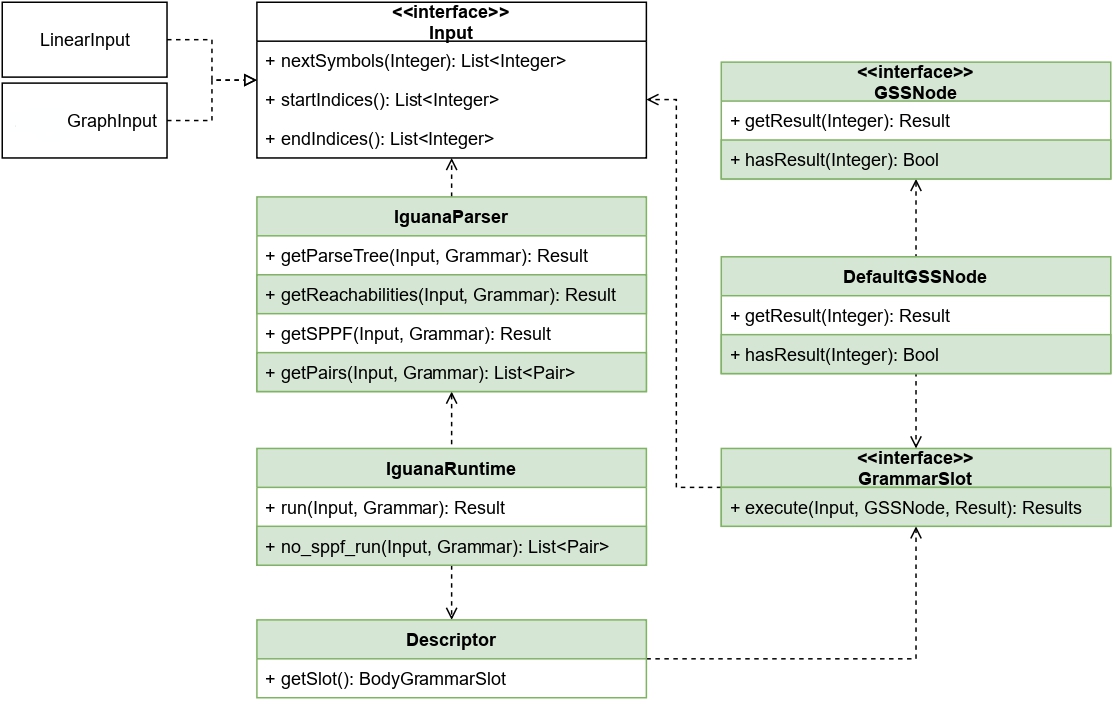 LinearInput
GraphInput
<<interface>>
Input
+ nextSymbols(Integer): List<Integer>
+ startIndices(): List<Integer>
+ endIndices(): List<Integer>
IguanaParser
+ getParseTree(Input, Grammar): Result
+ getReachabilities(Input, Grammar): Result
+ getSPPF(Input, Grammar): Result
+ getPairs(Input, Grammar): List<Pair>
IguanaRuntime
+ run(Input, Grammar): Result
+ no_sppf_run(Input, Grammar): List<Pair>
Descriptor
+ getSlot(): BodyGrammarSlot
<<interface>>
GSSNode
+ getResult(Integer): Result
+ hasResult(Integer): Bool
DefaultGSSNode
+ getResult(Integer): Result
+ hasResult(Integer): Bool
<<interface>>
GrammarSlot
+ execute(Input, GSSNode, Result): Results